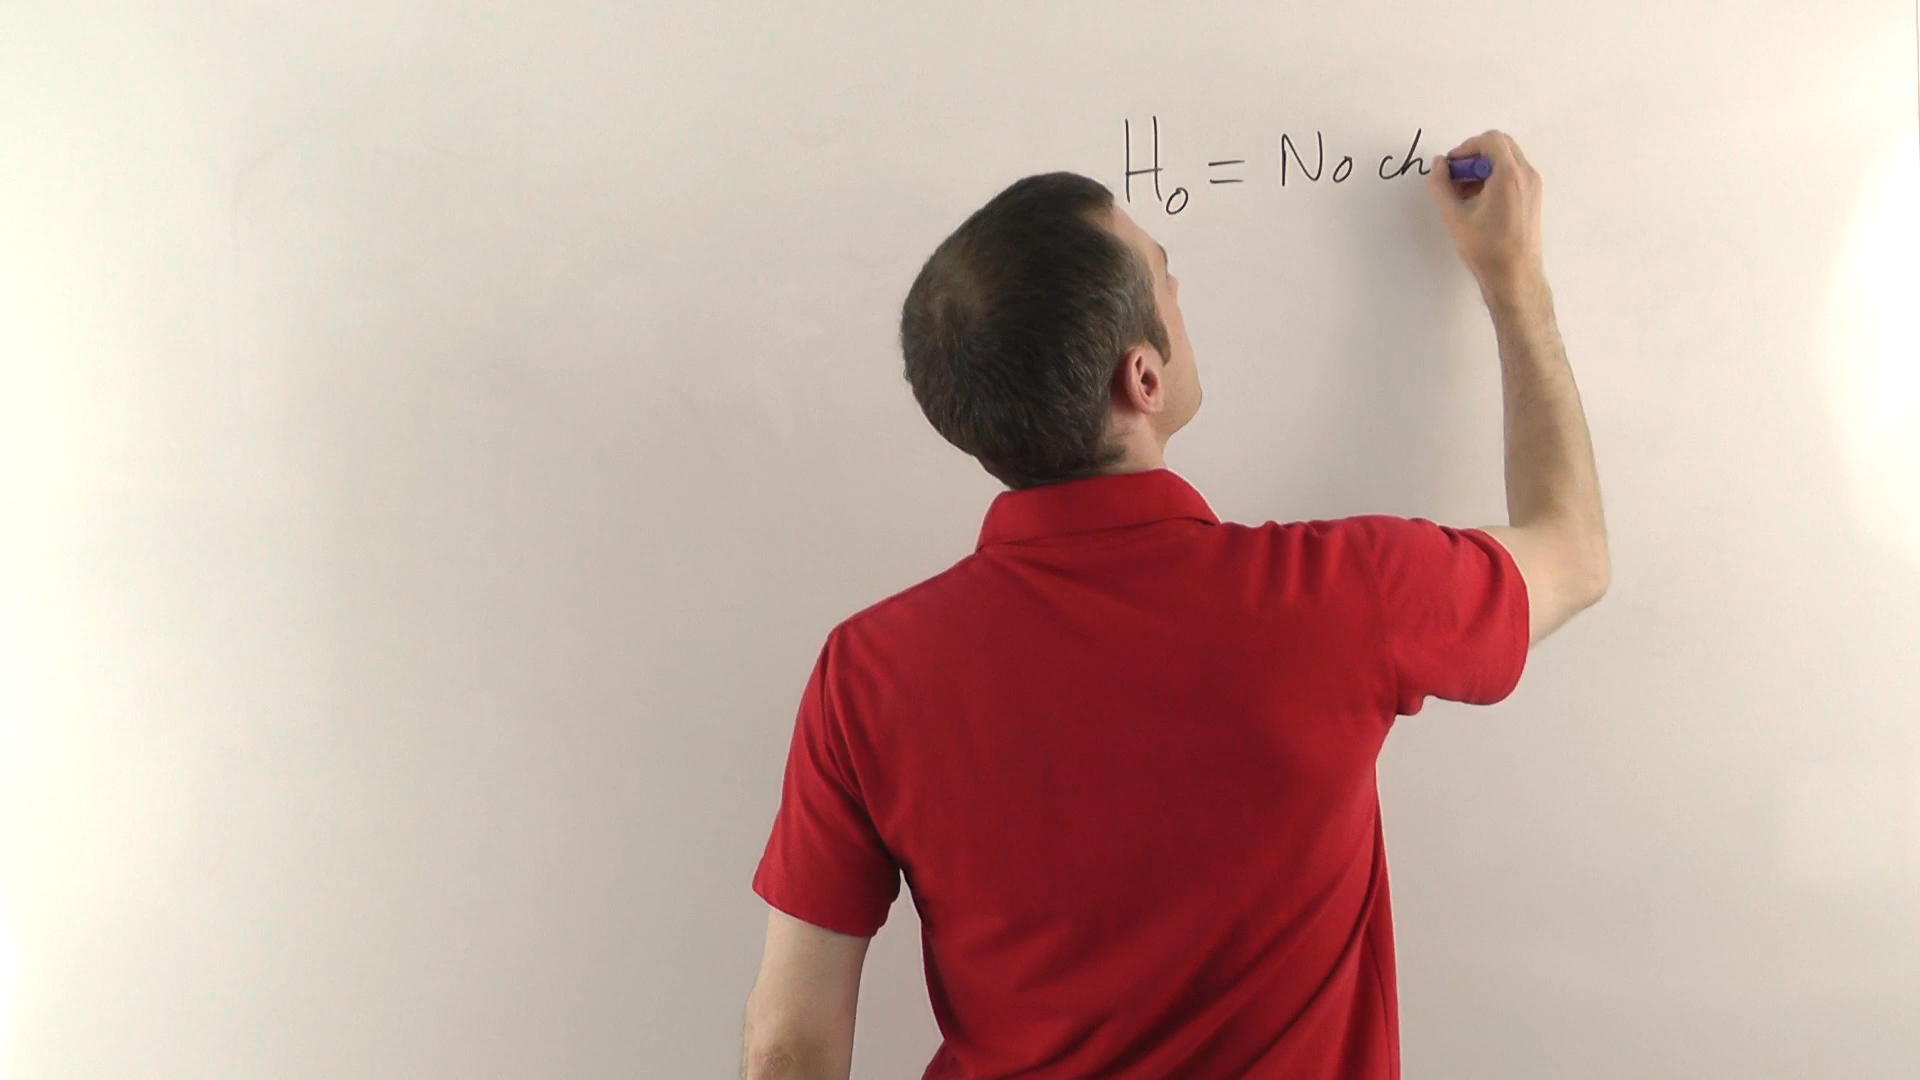 H₀ = No ch